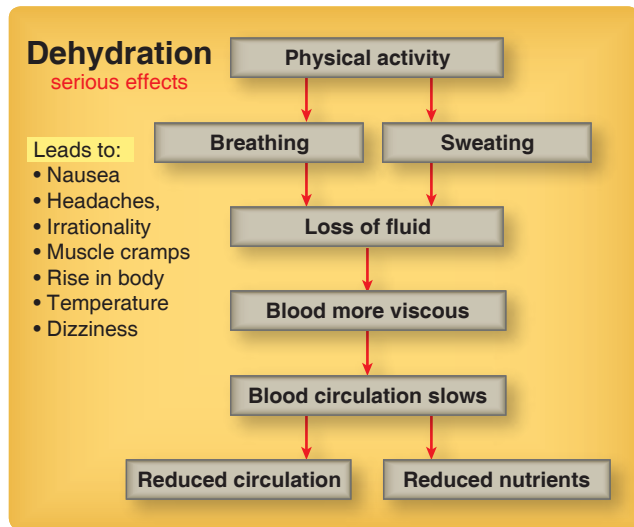 Dehydration
serious effects
Leads to:
• Nausea
• Headaches,
• Irrationality
• Muscle cramps
• Rise in body
• Temperature
• Dizziness
Physical activity
Breathing
Sweating
Loss of fluid
Blood more viscous
Blood circulation slows
Reduced circulation
Reduced nutrients